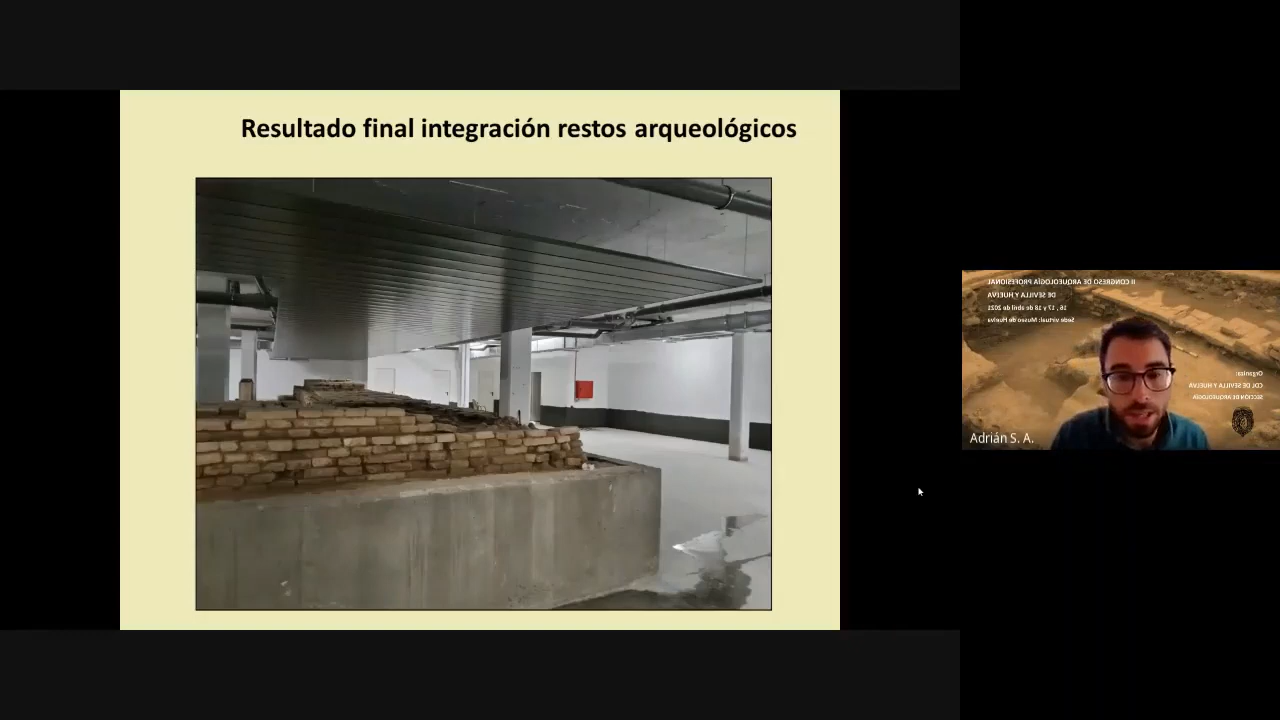 Resultado final integración restos arqueológicos
II CONGRESO DE ARQUEOLOGÍA PROFESIONAL
DE SEVILLA Y HUELVA
16, 17 y 18 de abril de 2021
Sede virtual: Museo de Huelva
Organiza:
CDL DE SEVILLA Y HUELVA
SECCIÓN DE ARQUEOLOGÍA
Adrián S. A.